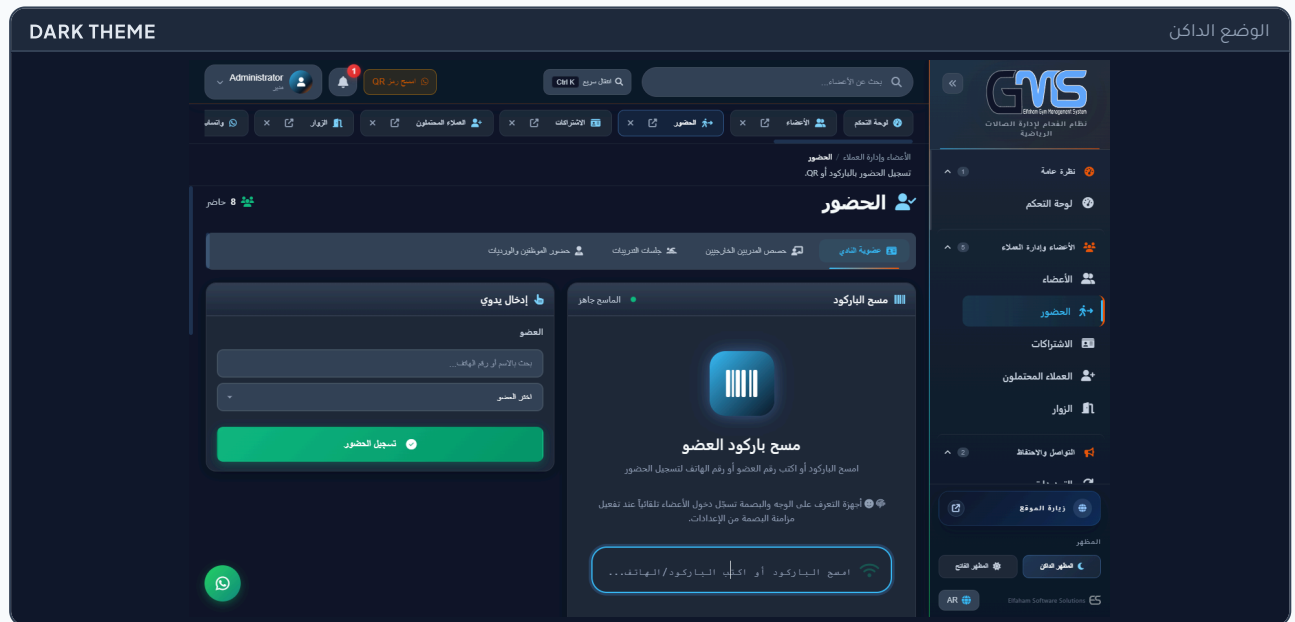 DARK THEME
الوضع الداكن
GMS
Elfaham Gym Management System
نظام الفحام لإدارة الصالات
الرياضية
بحث عن الأعضاء...
انتقال سريع Ctrl K
امسح رمز QR
1
Administrator
مدير
لوحة التحكم
الأعضاء
الحضور
الاشتراكات
العملاء المحتملون
الزوار
واتساب
الأعضاء وإدارة العملاء / الحضور
تسجيل الحضور بالباركود أو QR.
الحضور
8 حاضر
عضوية النادي
حصص المدربين الخارجيين
جلسات التدريبات
حضور الموظفين والورديات
مسح الباركود
الماسح جاهز
مسح باركود العضو
امسح الباركود أو اكتب رقم العضو أو رقم الهاتف لتسجيل الحضور
أجهزة التعرف على الوجه والبصمة تسجّل دخول الأعضاء تلقائياً عند تفعيل
مزامنة البصمة من الإعدادات.
امسح الباركود أو اكتب الباركود/الهاتف...
إدخال يدوي
العضو
بحث بالاسم أو رقم الهاتف...
اختر العضو
تسجيل الحضور
نظرة عامة
1
لوحة التحكم
الأعضاء وإدارة العملاء
5
الأعضاء
الحضور
الاشتراكات
العملاء المحتملون
الزوار
التواصل والاحتفاظ
2
زيارة الموقع
المظهر
المظهر الداكن
المظهر الفاتح
Elfaham Software Solutions ES
AR